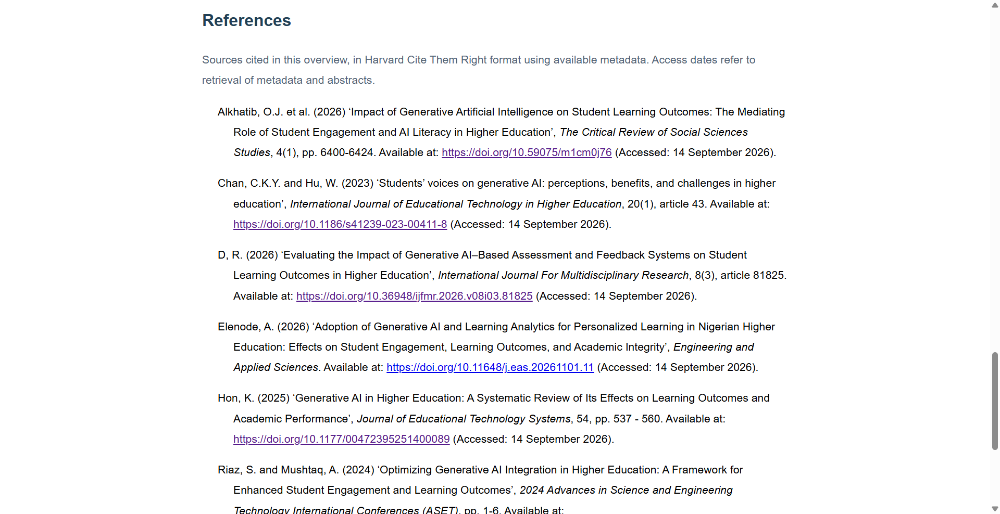 References
Sources cited in this overview, in Harvard Cite Them Right format using available metadata. Access dates refer to
retrieval of metadata and abstracts.
Alkhatib, O.J. et al. (2026) ‘Impact of Generative Artificial Intelligence on Student Learning Outcomes: The Mediating
Role of Student Engagement and AI Literacy in Higher Education’, The Critical Review of Social Sciences
Studies, 4(1), pp. 6400-6424. Available at: https://doi.org/10.59075/m1cm0j76 (Accessed: 14 September 2026).
Chan, C.K.Y. and Hu, W. (2023) ‘Students’ voices on generative AI: perceptions, benefits, and challenges in higher
education’, International Journal of Educational Technology in Higher Education, 20(1), article 43. Available at:
https://doi.org/10.1186/s41239-023-00411-8 (Accessed: 14 September 2026).
D, R. (2026) ‘Evaluating the Impact of Generative AI–Based Assessment and Feedback Systems on Student
Learning Outcomes in Higher Education’, International Journal For Multidisciplinary Research, 8(3), article 81825.
Available at: https://doi.org/10.36948/ijfmr.2026.v08i03.81825 (Accessed: 14 September 2026).
Elenode, A. (2026) ‘Adoption of Generative AI and Learning Analytics for Personalized Learning in Nigerian Higher
Education: Effects on Student Engagement, Learning Outcomes, and Academic Integrity’, Engineering and
Applied Sciences. Available at: https://doi.org/10.11648/j.eas.20261101.11 (Accessed: 14 September 2026).
Hon, K. (2025) ‘Generative AI in Higher Education: A Systematic Review of Its Effects on Learning Outcomes and
Academic Performance’, Journal of Educational Technology Systems, 54, pp. 537 - 560. Available at:
https://doi.org/10.1177/00472395251400089 (Accessed: 14 September 2026).
Riaz, S. and Mushtaq, A. (2024) ‘Optimizing Generative AI Integration in Higher Education: A Framework for
Enhanced Student Engagement and Learning Outcomes’, 2024 Advances in Science and Engineering
Technology International Conferences (ASET), pp. 1-6. Available at: